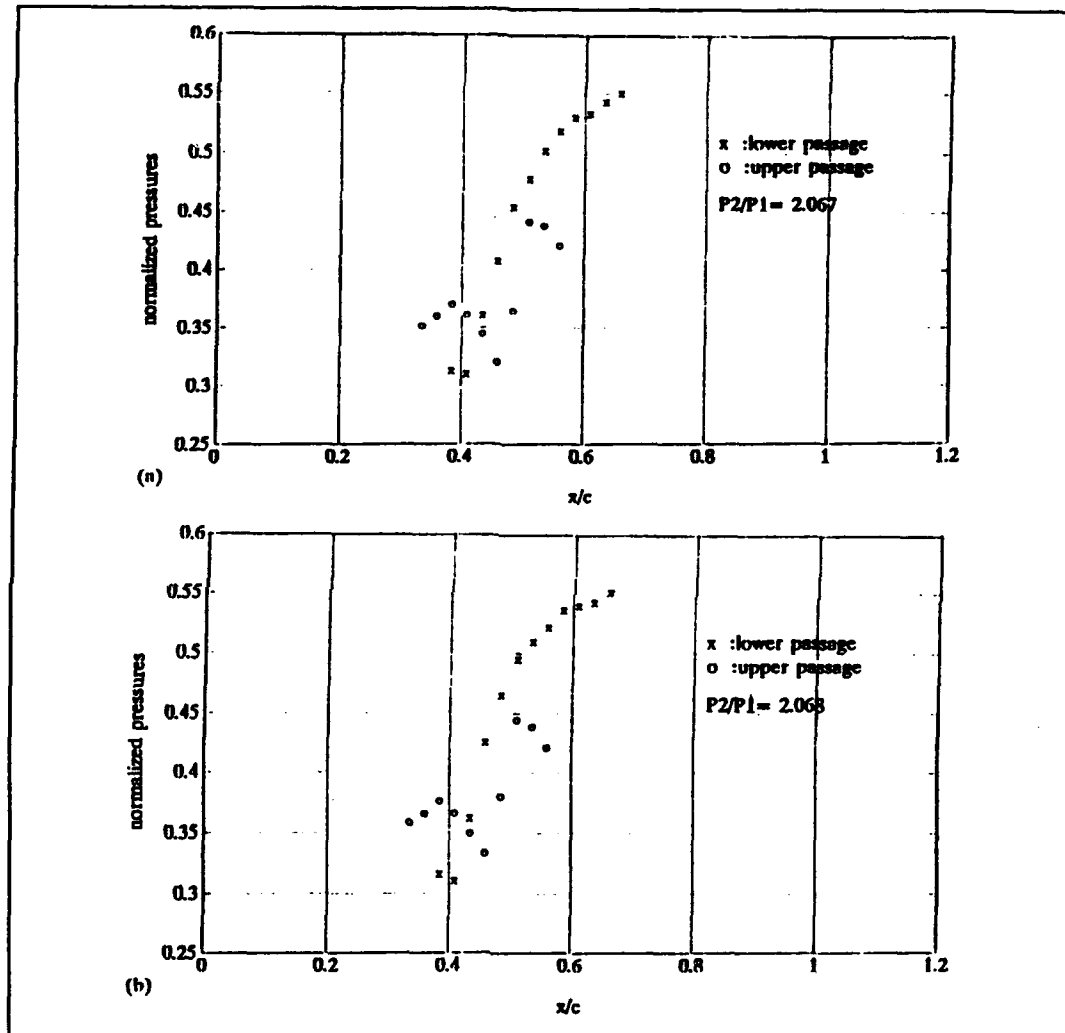 0.6
0.55
0.5
0.45
0.4
0.35
0.3
0.25
normalized pressures
x :lower passage
o :upper passage
P2/P1= 2.067
0 0.2 0.4 0.6 0.8 1 1.2
(a)
x/c
0.6
0.55
0.5
0.45
0.4
0.35
0.3
0.25
normalized pressures
x :lower passage
o :upper passage
P2/P1= 2.068
0 0.2 0.4 0.6 0.8 1 1.2
(b)
x/c